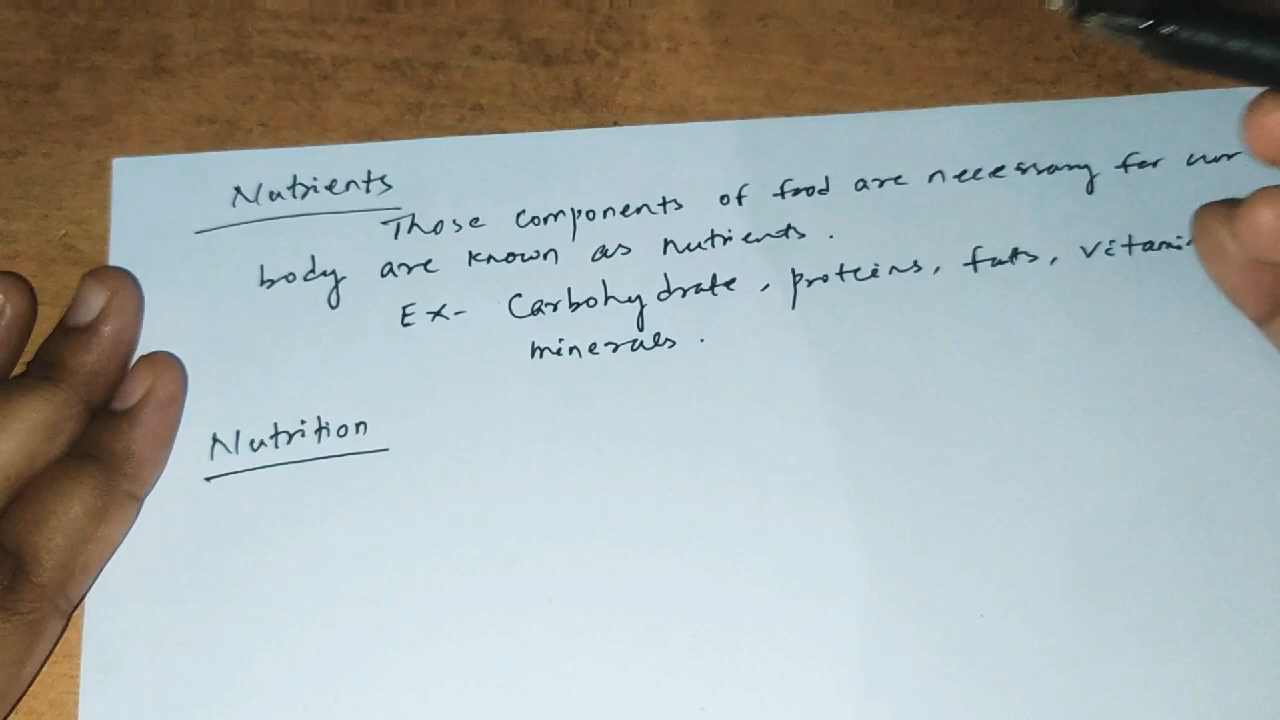 Nutrients
Those components of food are necessary for our
body are known as nutrients.
Ex- Carbohydrate, proteins, fats, vitami
minerals.
Nutrition